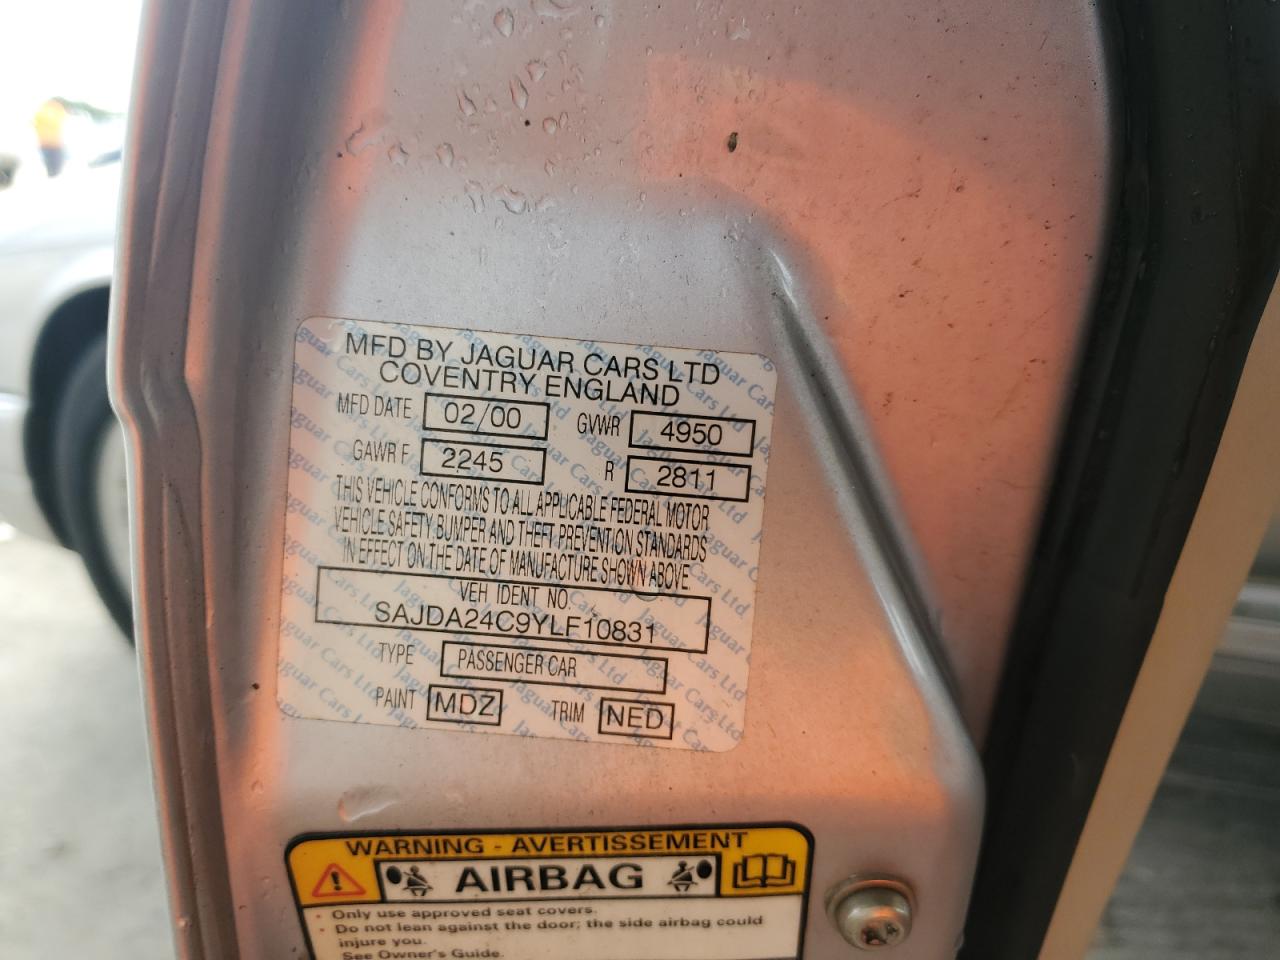 MFD BY JAGUAR CARS LTD
COVENTRY, ENGLAND
MFD DATE 02/00 GVWR 4950
GAWR F 2245 R 2811
THIS VEHICLE CONFORMS TO ALL APPLICABLE FEDERAL MOTOR
VEHICLE SAFETY, BUMPER AND THEFT PREVENTION STANDARDS
IN EFFECT ON THE DATE OF MANUFACTURE SHOWN ABOVE.
VEH IDENT NO.
SAJDA24C9YLF10831
TYPE PASSENGER CAR
PAINT MDZ TRIM NED
WARNING - AVERTISSEMENT
AIRBAG
• Only use approved seat covers.
• Do not lean against the door; the side airbag could
injure you.
See Owner's Guide.